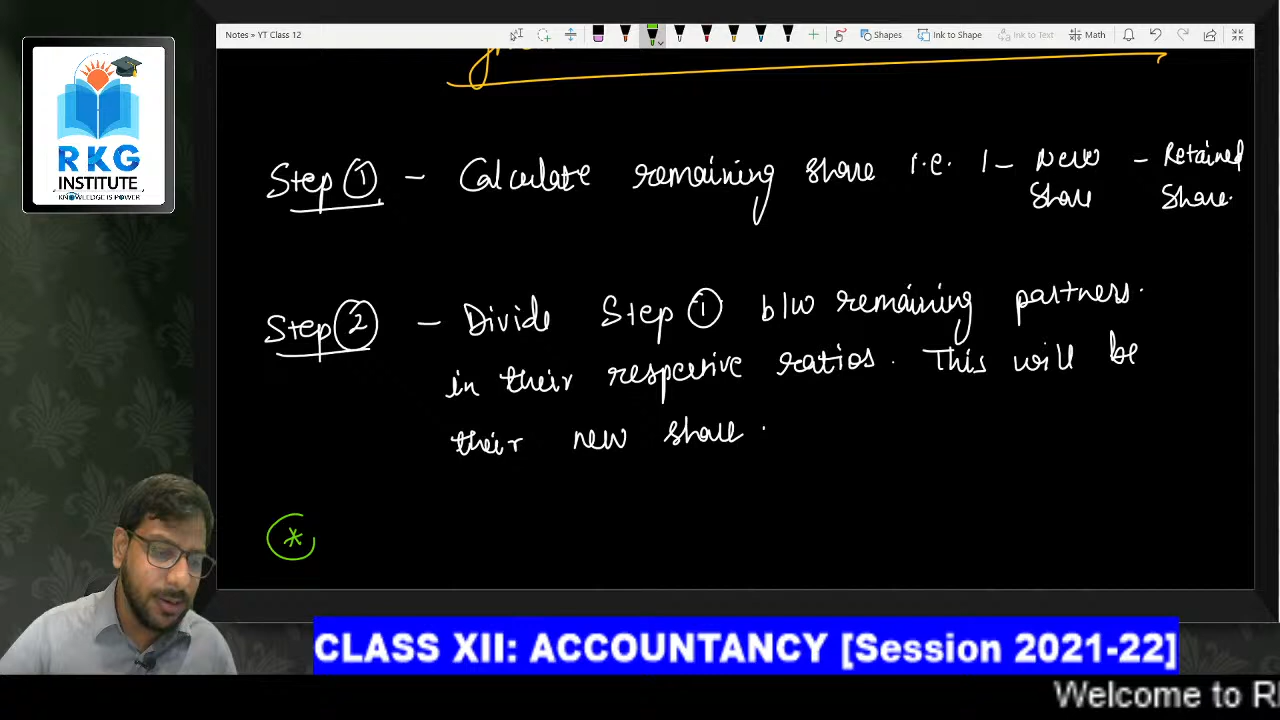 Notes » YT Class 12
Shapes
Ink to Shape
Ink to Text
Math
RKG
INSTITUTE
KNOWLEDGE IS POWER
Step ① - Calculate remaining share i.e. 1 - New Share - Retained Share.
Step ② - Divide Step ① b/w remaining partners.
in their respective ratios. This will be
their new share.
*
CLASS XII: ACCOUNTANCY [Session 2021-22]
Welcome to R